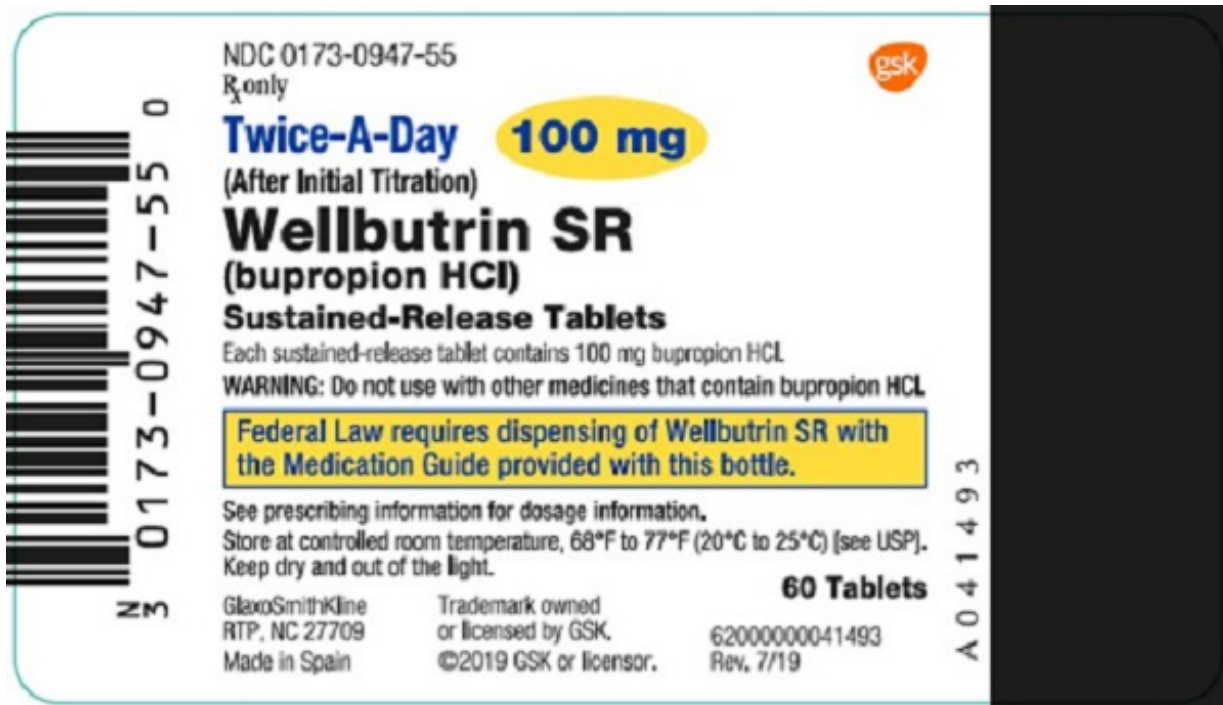 NDC 0173-0947-55
Rx only
gsk
Twice-A-Day 100 mg
(After Initial Titration)
Wellbutrin SR
(bupropion HCl)
Sustained-Release Tablets
Each sustained-release tablet contains 100 mg bupropion HCl.
WARNING: Do not use with other medicines that contain bupropion HCl.
Federal Law requires dispensing of Wellbutrin SR with
the Medication Guide provided with this bottle.
See prescribing information for dosage information.
Store at controlled room temperature, 68°F to 77°F (20°C to 25°C) [see USP].
Keep dry and out of the light.
60 Tablets
GlaxoSmithKline
RTP, NC 27709
Made in Spain
Trademark owned
or licensed by GSK.
©2019 GSK or licensor.
62000000041493
Rev. 7/19
N
3 0173-0947-55 0
A041493